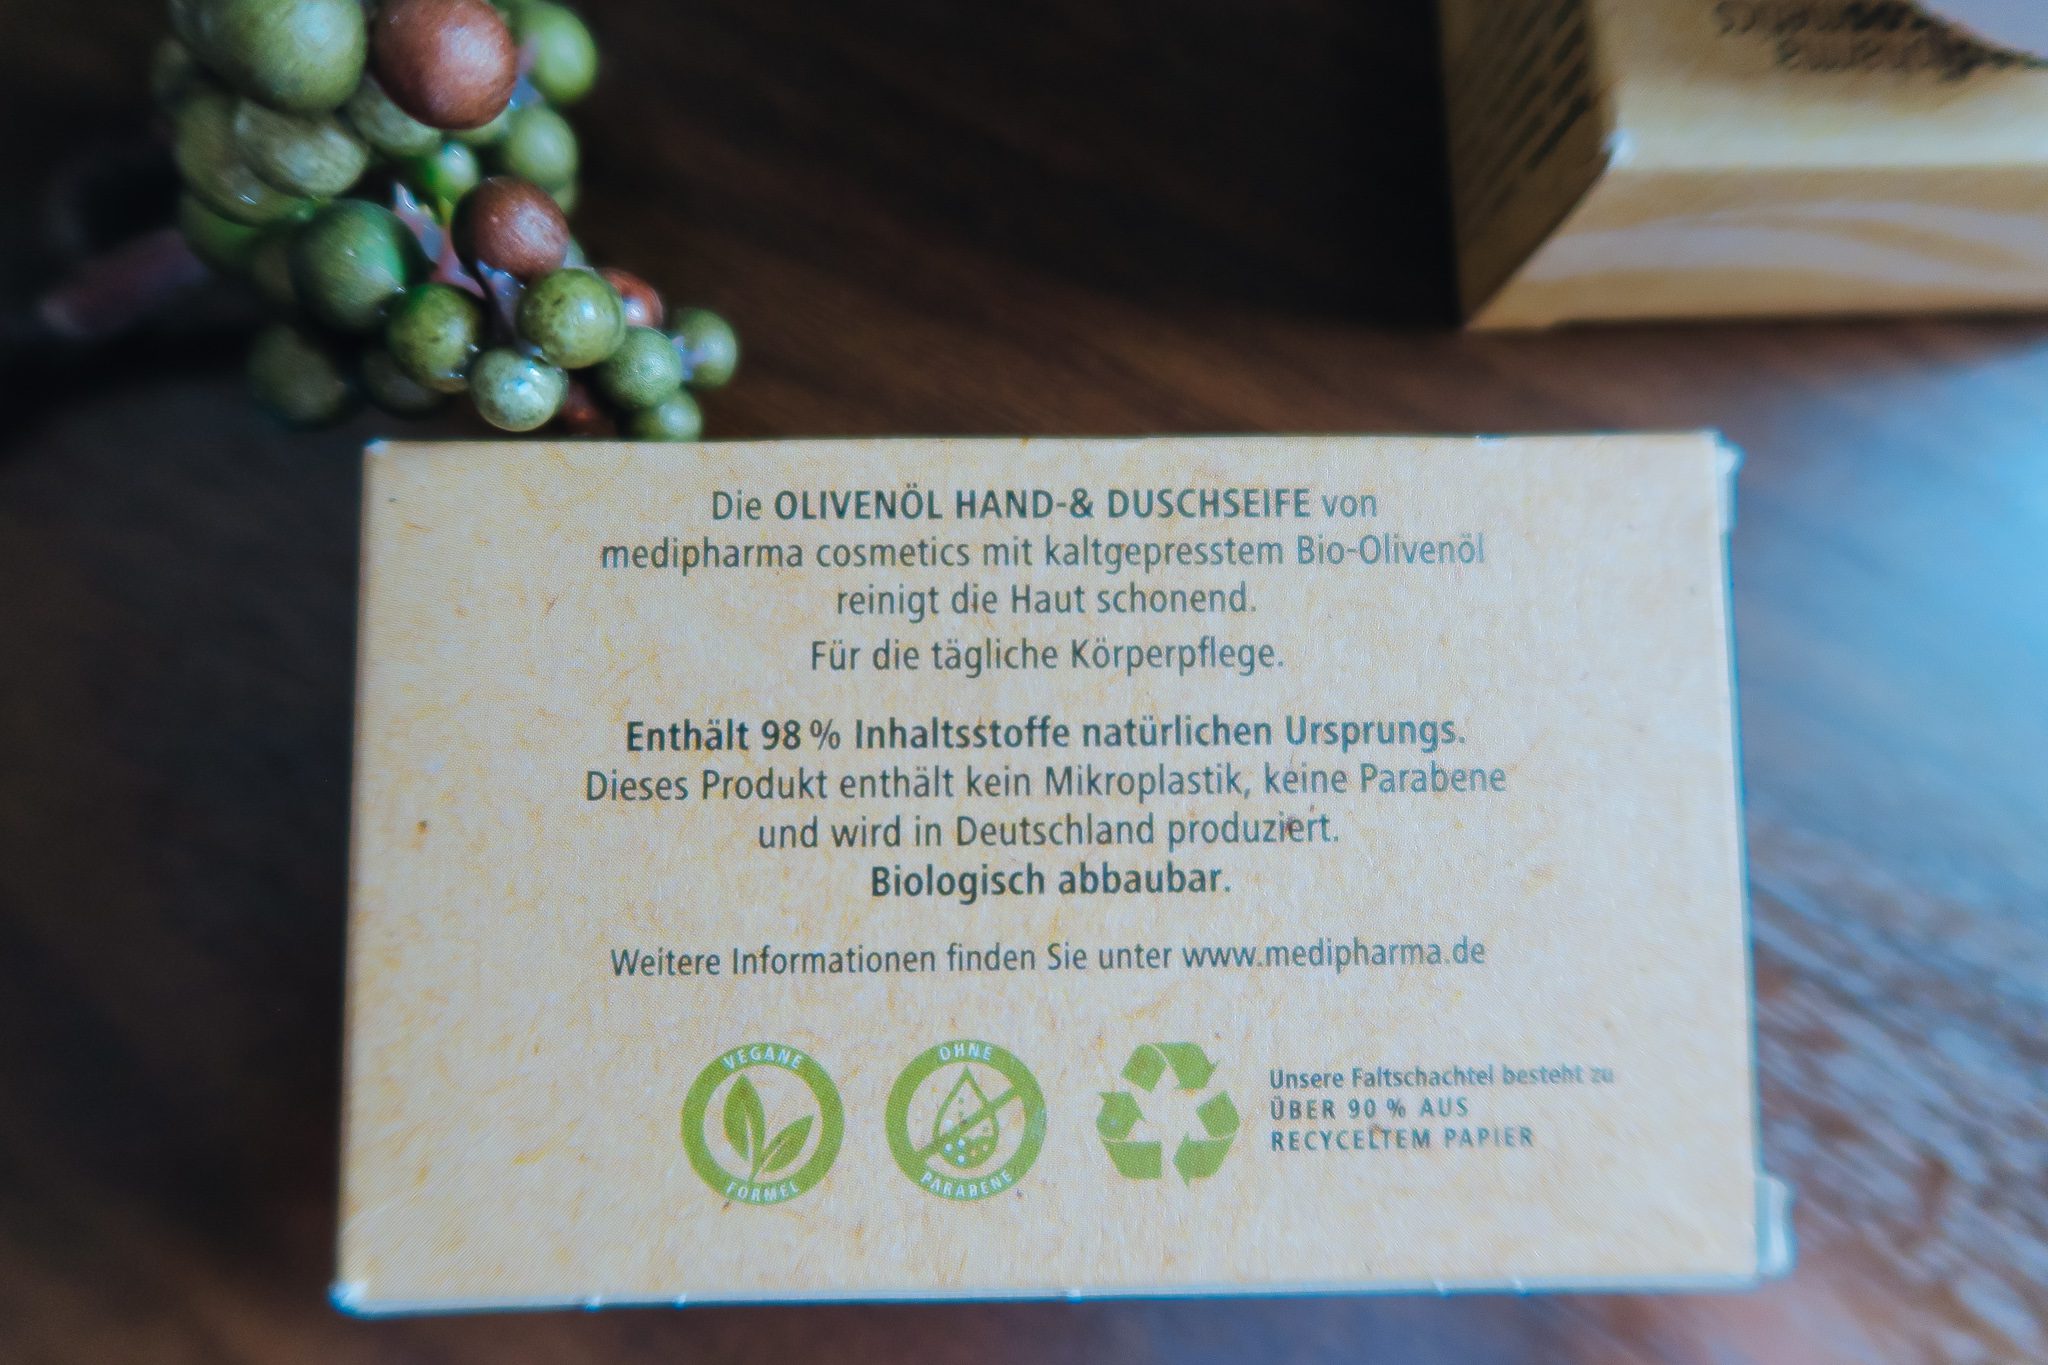 Die OLIVENÖL HAND-& DUSCHSEIFE von
medipharma cosmetics mit kaltgepresstem Bio-Olivenöl
reinigt die Haut schonend.
Für die tägliche Körperpflege.
Enthält 98 % Inhaltsstoffe natürlichen Ursprungs.
Dieses Produkt enthält kein Mikroplastik, keine Parabene
und wird in Deutschland produziert.
Biologisch abbaubar.
Weitere Informationen finden Sie unter www.medipharma.de
VEGANE
FORMEL
OHNE
PARABENE
Unsere Faltschachtel besteht zu
ÜBER 90 % AUS
RECYCELTEM PAPIER